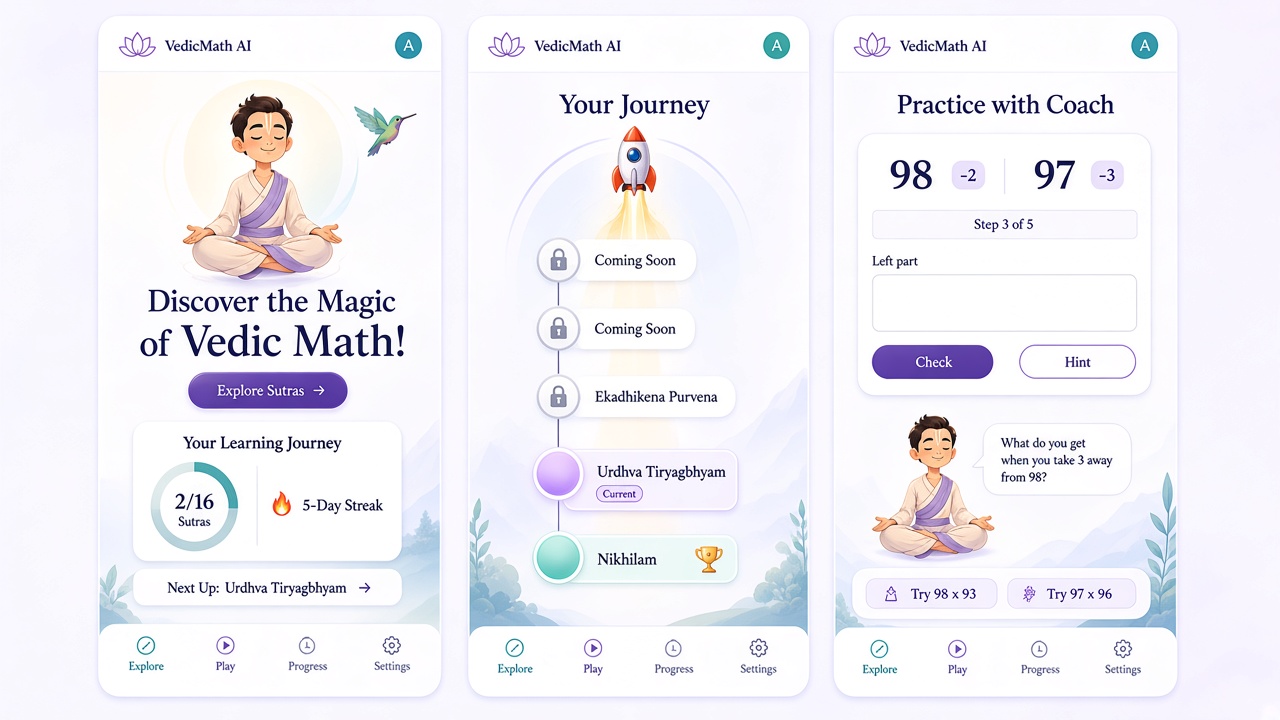 VedicMath AI
A
Discover the Magic
of Vedic Math!
Explore Sutras →
Your Learning Journey
2/16
Sutras
5-Day Streak
Next Up: Urdhva Tiryagbhyam →
Explore
Play
Progress
Settings
VedicMath AI
A
Your Journey
Coming Soon
Coming Soon
Ekadhikena Purvena
Urdhva Tiryagbhyam
Current
Nikhilam
Explore
Play
Progress
Settings
VedicMath AI
A
Practice with Coach
98 -2 97 -3
Step 3 of 5
Left part
Check Hint
What do you get
when you take 3 away
from 98?
Try 98 x 93 Try 97 x 96
Explore
Play
Progress
Settings